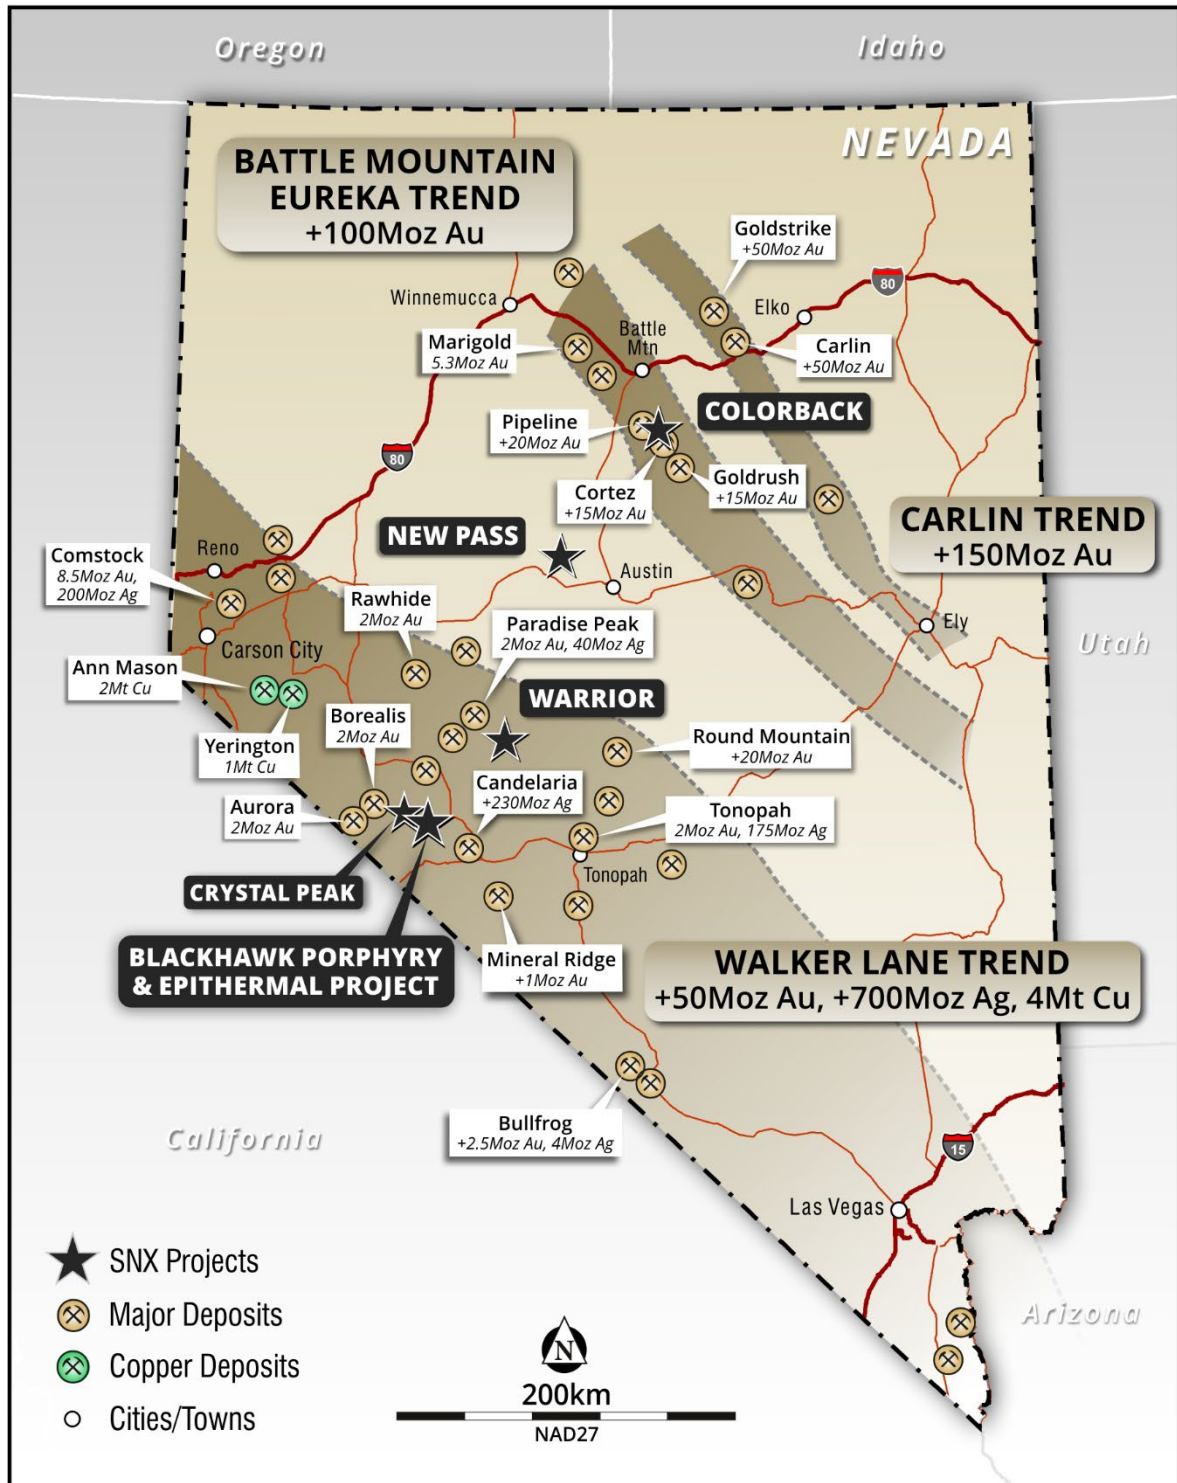 Oregon
Idaho
NEVADA
BATTLE MOUNTAIN
EUREKA TREND
+100Moz Au
Goldstrike
+50Moz Au
80
Winnemucca
Elko
Battle
Mtn
Marigold
5.3Moz Au
Carlin
+50Moz Au
COLORBACK
Pipeline
+20Moz Au
80
Goldrush
+15Moz Au
Cortez
+15Moz Au
CARLIN TREND
+150Moz Au
NEW PASS
Reno
Comstock
8.5Moz Au,
200Moz Ag
Austin
Rawhide
2Moz Au
Paradise Peak
2Moz Au, 40Moz Ag
Ely
Utah
Carson City
Ann Mason
2Mt Cu
WARRIOR
Borealis
2Moz Au
Yerington
1Mt Cu
Round Mountain
+20Moz Au
Candelaria
+230Moz Ag
Aurora
2Moz Au
Tonopah
2Moz Au, 175Moz Ag
Tonopah
CRYSTAL PEAK
BLACKHAWK PORPHYRY
& EPITHERMAL PROJECT
Mineral Ridge
+1Moz Au
WALKER LANE TREND
+50Moz Au, +700Moz Ag, 4Mt Cu
Bullfrog
+2.5Moz Au, 4Moz Ag
California
15
Las Vegas
Arizona
SNX Projects
Major Deposits
Copper Deposits
Cities/Towns
N
200km
NAD27